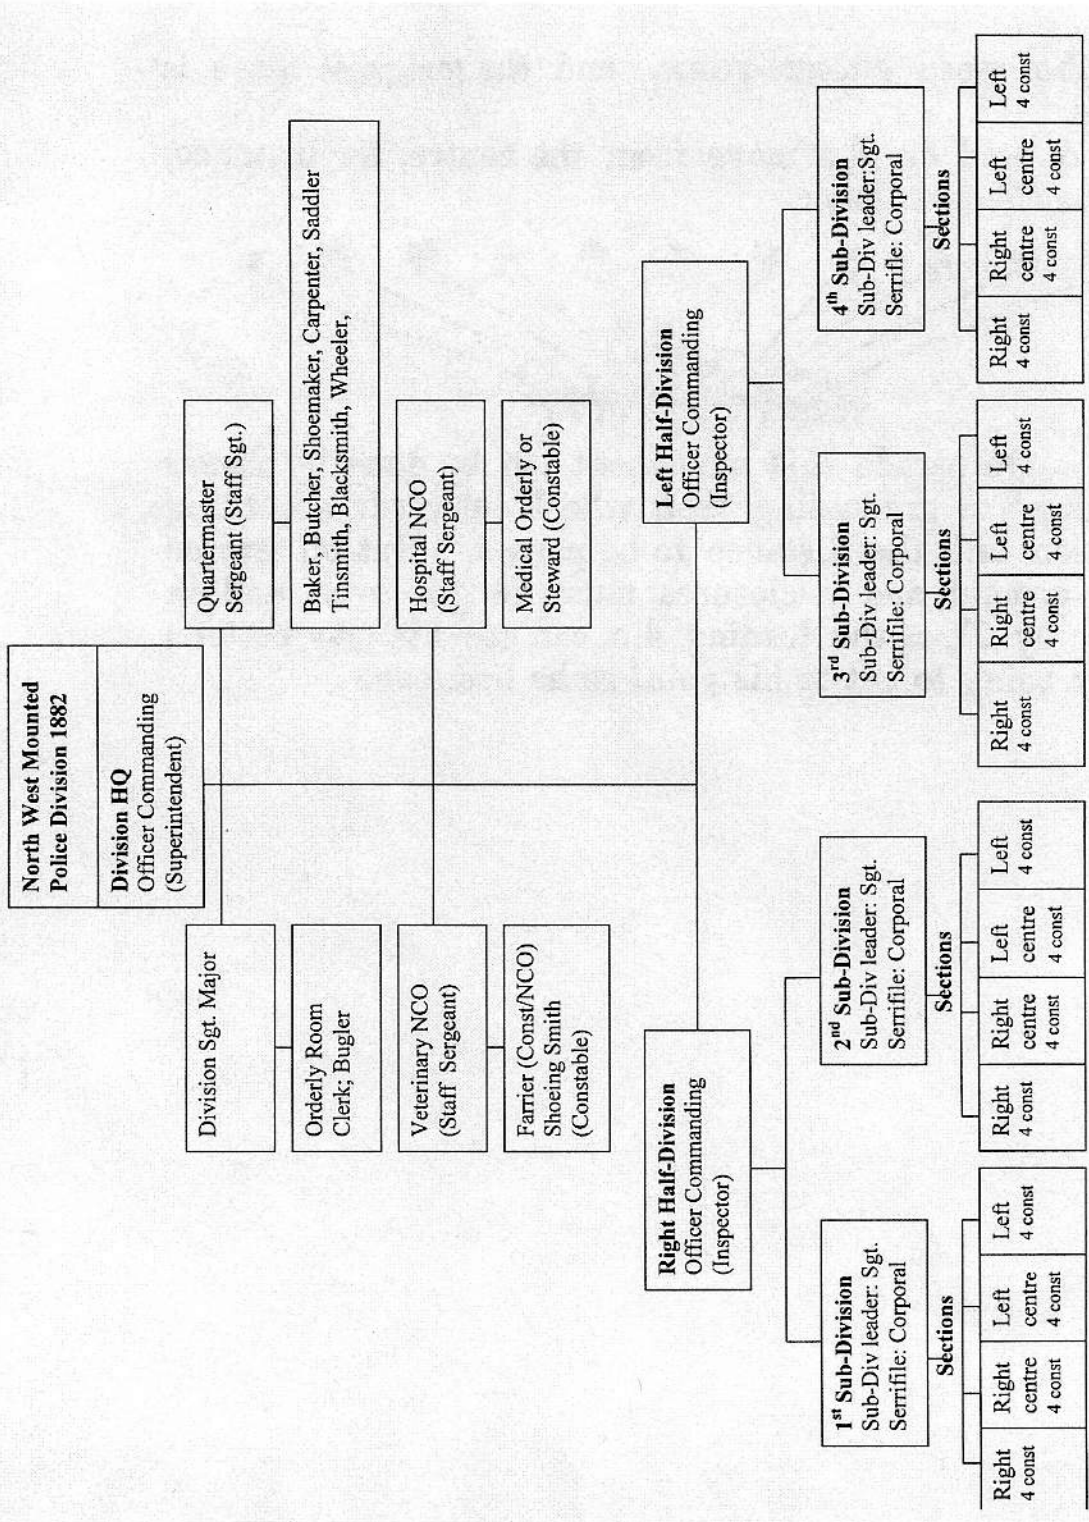 North West Mounted
Police Division 1882
Division HQ
Officer Commanding
(Superintendent)
Division Sgt. Major
Orderly Room
Clerk; Bugler
Veterinary NCO
(Staff Sergeant)
Farrier (Const/NCO)
Shoeing Smith
(Constable)
Quartermaster
Sergeant (Staff Sgt.)
Baker, Butcher, Shoemaker, Carpenter, Saddler
Tinsmith, Blacksmith, Wheeler,
Hospital NCO
(Staff Sergeant)
Medical Orderly or
Steward (Constable)
Right Half-Division
Officer Commanding
(Inspector)
Left Half-Division
Officer Commanding
(Inspector)
1st Sub-Division
Sub-Div leader: Sgt.
Serrifile: Corporal
Sections
Right
4 const
Right
centre
4 const
Left
centre
4 const
Left
4 const
2nd Sub-Division
Sub-Div leader: Sgt.
Serrifile: Corporal
Sections
Right
4 const
Right
centre
4 const
Left
centre
4 const
Left
4 const
3rd Sub-Division
Sub-Div leader: Sgt.
Serrifile: Corporal
Sections
Right
4 const
Right
centre
4 const
Left
centre
4 const
Left
4 const
4th Sub-Division
Sub-Div leader:Sgt.
Serrifle: Corporal
Sections
Right
4 const
Right
centre
4 const
Left
centre
4 const
Left
4 const